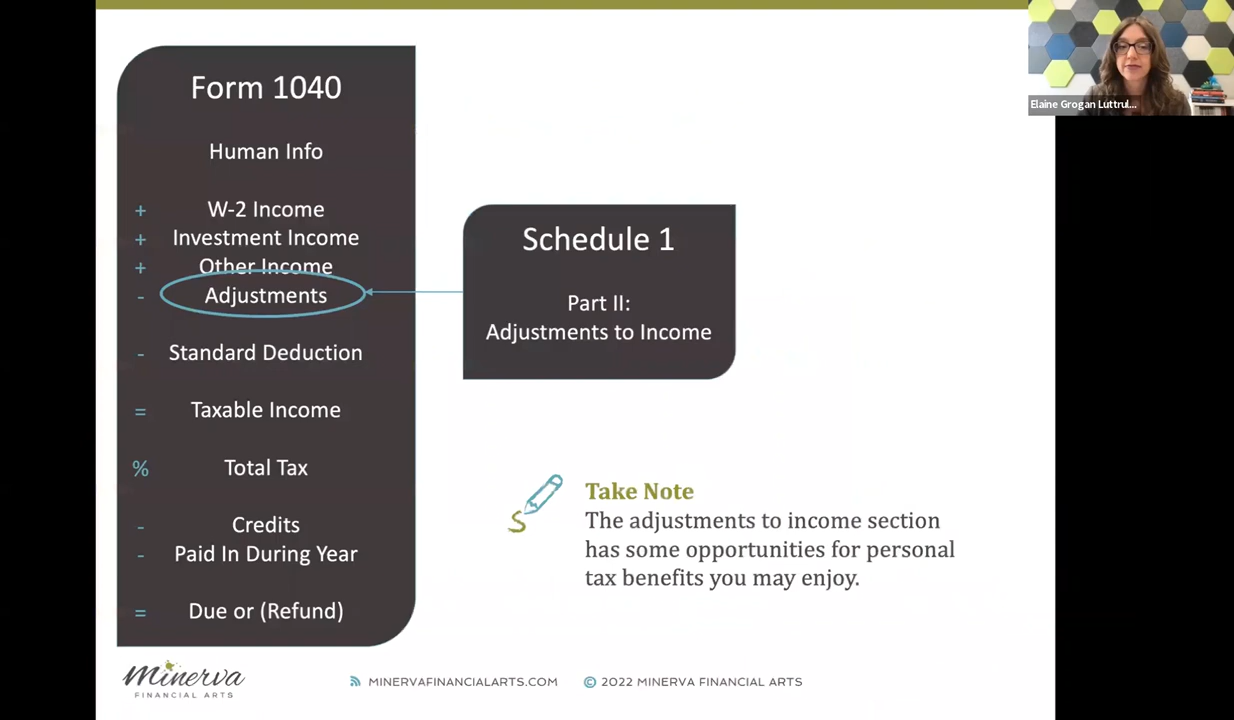 Form 1040
Human Info
+ W-2 Income
+ Investment Income
+ Other Income
- Adjustments
- Standard Deduction
= Taxable Income
% Total Tax
- Credits
- Paid In During Year
= Due or (Refund)
Schedule 1
Part II:
Adjustments to Income
Take Note
The adjustments to income section
has some opportunities for personal
tax benefits you may enjoy.
Minerva
FINANCIAL ARTS
MINERVAFINANCIALARTS.COM
© 2022 MINERVA FINANCIAL ARTS
Elaine Grogan Luttrul...